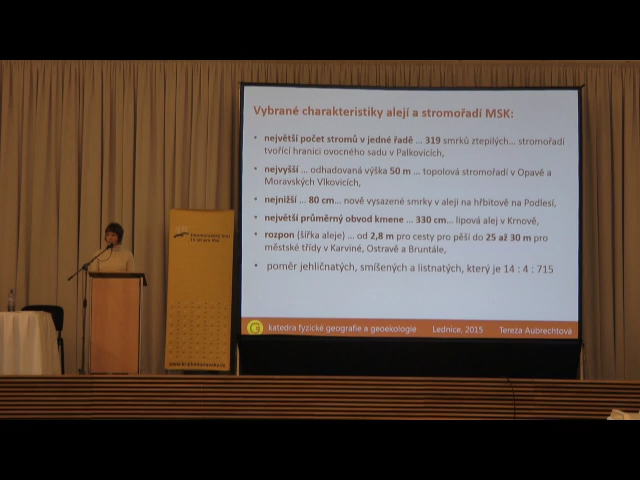 Vybrané charakteristiky alejí a stromořadí MSK:
• největší počet stromů v jedné řadě ... 319 smrků ztepilých... stromořadí
tvořící hranici ovocného sadu v Palkovicích,
• nejvyšší ... odhadovaná výška 50 m ... topolová stromořadí v Opavě a
Moravských Vlkovicích,
• nejnižší ... 80 cm... nově vysazené smrky v aleji na hřbitově na Podlesí,
• největší průměrný obvod kmene ... 330 cm... lipová alej v Krnově,
• rozpon (šířka aleje) ... od 2,8 m pro cesty pro pěší do 25 až 30 m pro
městské třídy v Karviné, Ostravě a Bruntále,
• poměr jehličnatých, smíšených a listnatých, který je 14 : 4 : 715
katedra fyzické geografie a geoekologie Lednice, 2015 Tereza Aubrechtová